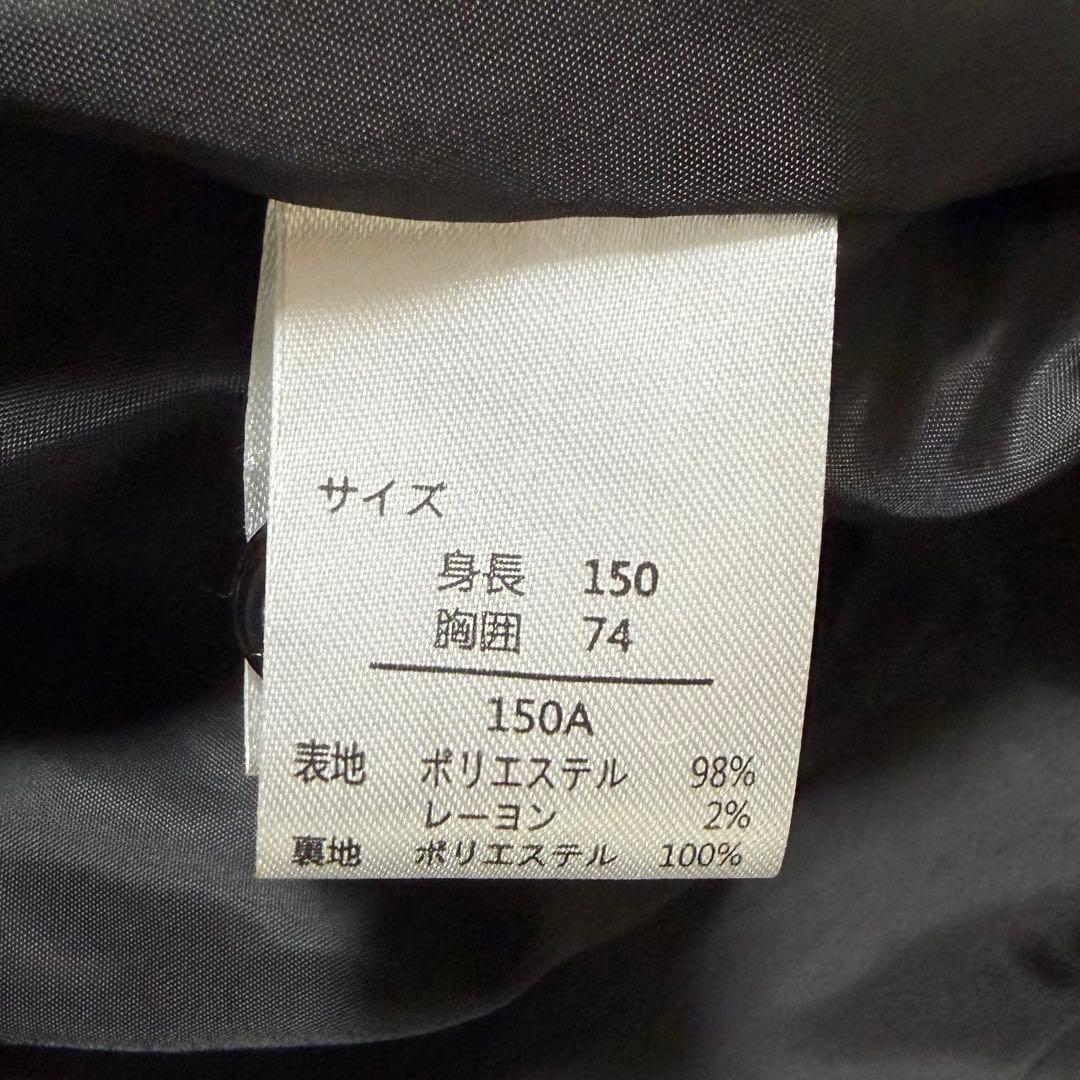 サイズ
身長 150
胸囲 74
150A
表地 ポリエステル 98%
レーヨン 2%
裏地 ポリエステル 100%